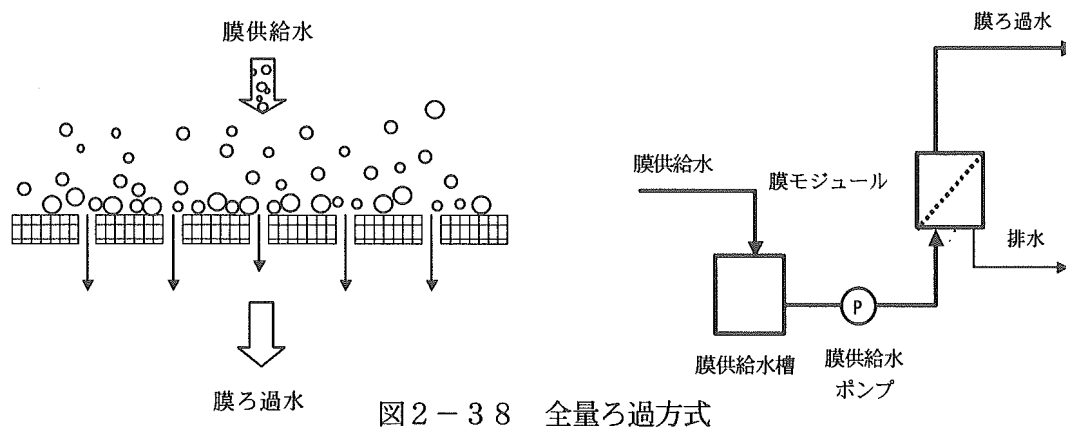 膜供給水
膜ろ過水
膜ろ過水
膜供給水
膜モジュール
排水
P
膜供給水槽
膜供給水
ポンプ
図2－38 全量ろ過方式